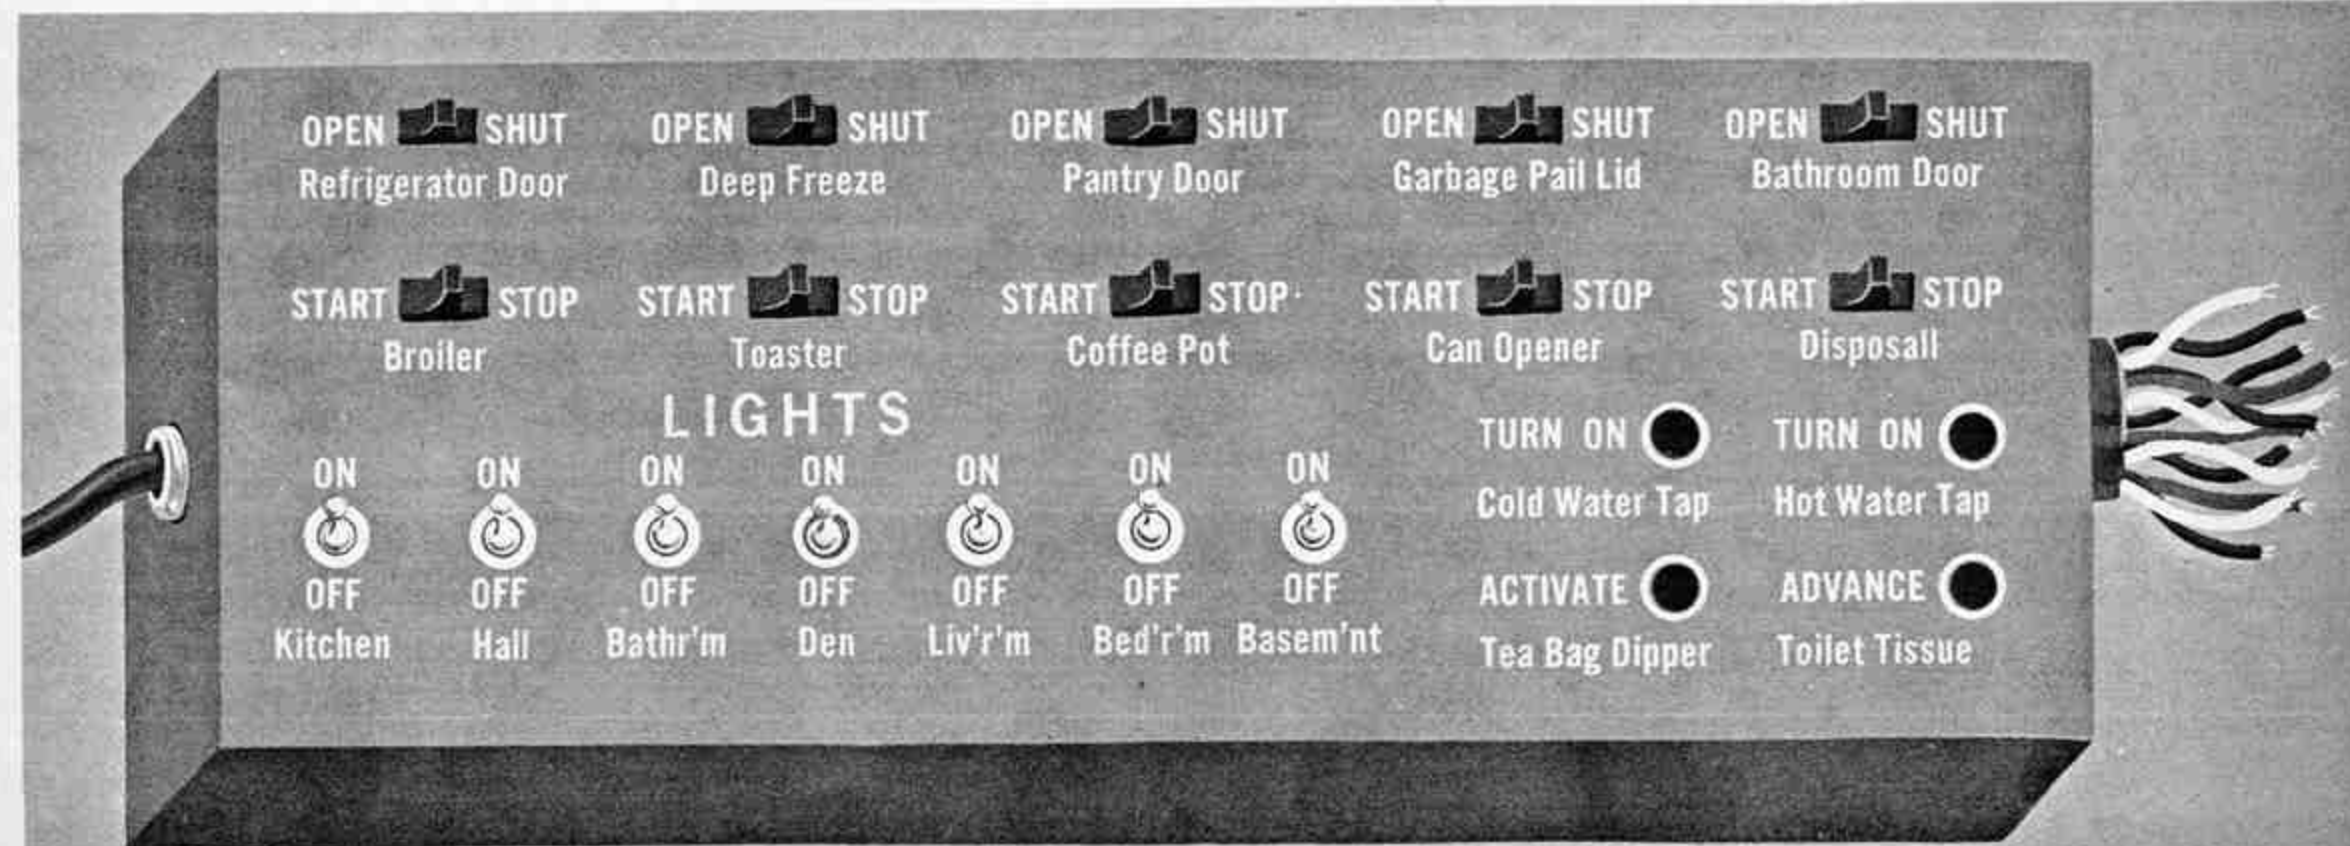 OPEN SHUT OPEN SHUT OPEN SHUT OPEN SHUT OPEN SHUT
Refrigerator Door Deep Freeze Pantry Door Garbage Pail Lid Bathroom Door
START STOP START STOP START STOP START STOP START STOP
Broiler Toaster Coffee Pot Can Opener Disposall
LIGHTS
ON ON ON ON ON ON ON
OFF OFF OFF OFF OFF OFF OFF
Kitchen Hall Bathr'm Den Liv'r'm Bed'r'm Basem'nt
TURN ON TURN ON
Cold Water Tap Hot Water Tap
ACTIVATE ADVANCE
Tea Bag Dipper Toilet Tissue